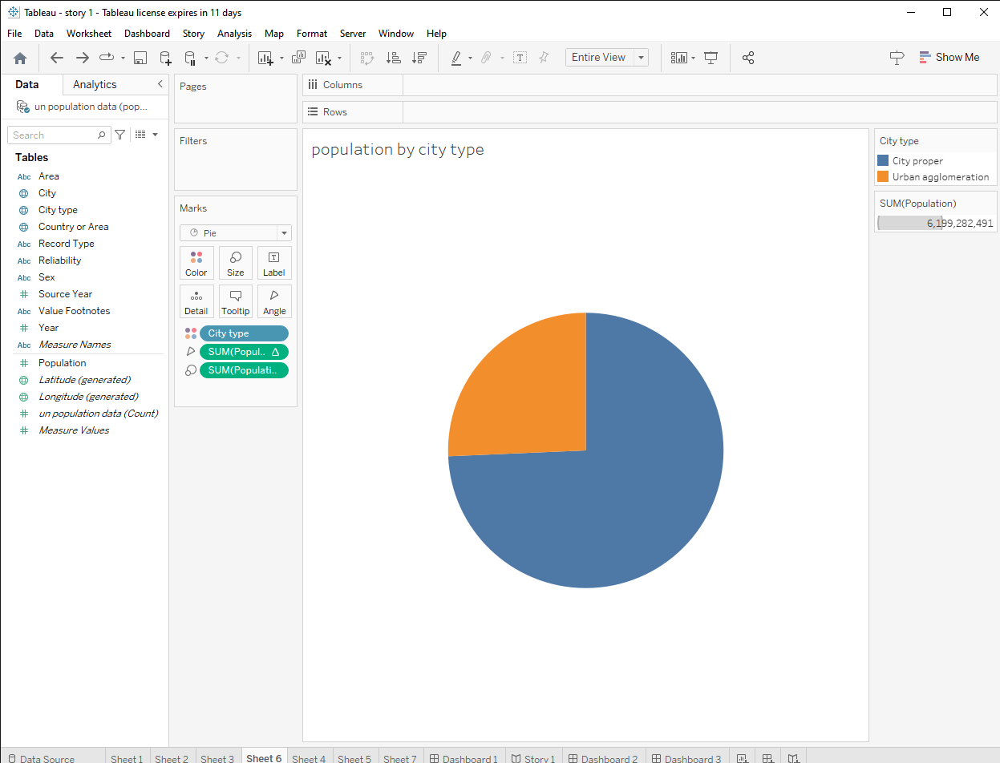 Tableau - story 1 - Tableau license expires in 11 days
File Data Worksheet Dashboard Story Analysis Map Format Server Window Help
Entire View Show Me
Data Analytics
un population data (pop...
Search
Tables
Abc Area
City
City type
Country or Area
Abc Record Type
Abc Reliability
Abc Sex
Source Year
Abc Value Footnotes
Year
Abc Measure Names
Population
Latitude (generated)
Longitude (generated)
un population data (Count)
Measure Values
Pages
Filters
Marks
Pie
Color Size Label
Detail Tooltip Angle
City type
SUM(Popul.. Δ
SUM(Populati..
Columns
Rows
population by city type
City type
City proper
Urban agglomeration
SUM(Population)
6,199,282,491
Data Source Sheet 1 Sheet 2 Sheet 3 Sheet 6 Sheet 4 Sheet 5 Sheet 7 Dashboard 1 Story 1 Dashboard 2 Dashboard 3